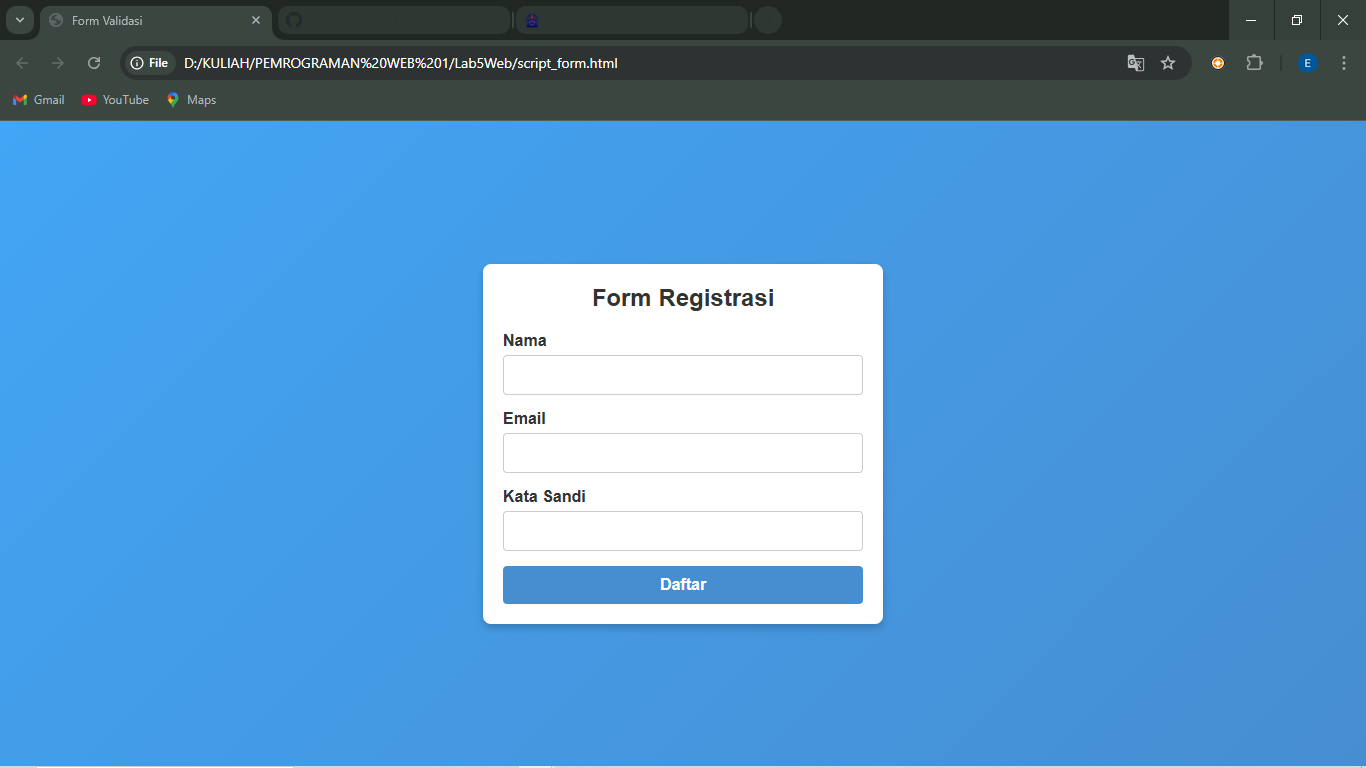 Form Validasi
File D:/KULIAH/PEMROGRAMAN%20WEB%201/Lab5Web/script_form.html
E
Gmail YouTube Maps
Form Registrasi
Nama
Email
Kata Sandi
Daftar